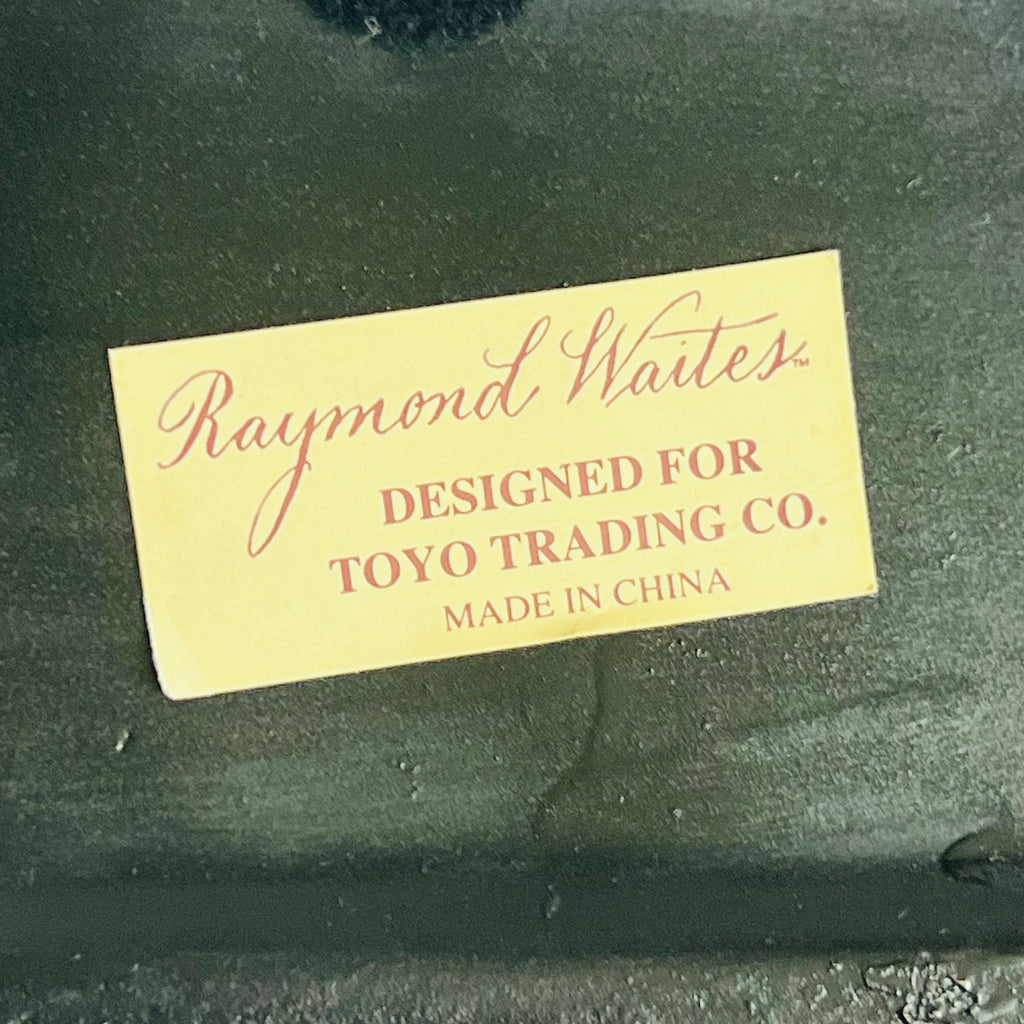 Raymond Waites™
DESIGNED FOR
TOYO TRADING CO.
MADE IN CHINA